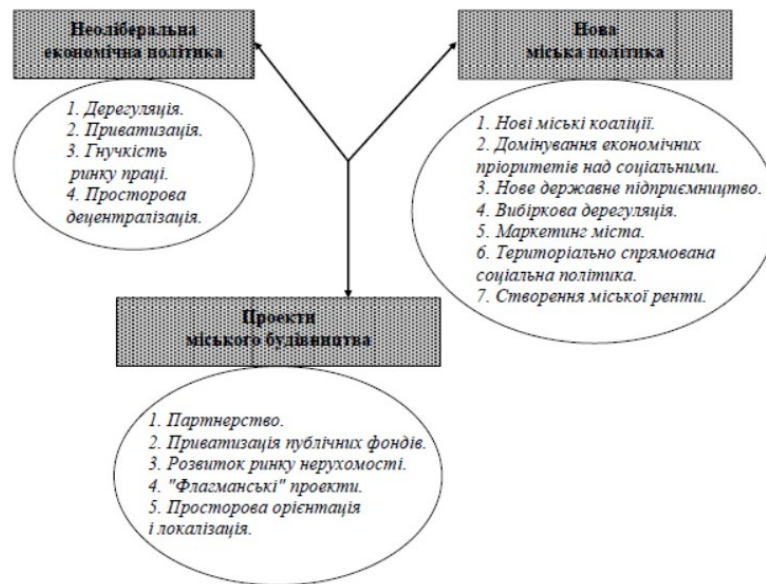 Неоліберальна
економічна політика
1. Дерегуляція.
2. Приватизація.
3. Гнучкість
ринку праці.
4. Просторова
децентралізація.
Нова
міська політика
1. Нові міські коаліції.
2. Домінування економічних
пріоритетів над соціальними.
3. Нове державне підприємництво.
4. Вибіркова дерегуляція.
5. Маркетинг міста.
6. Територіально спрямована
соціальна політика.
7. Створення міської ренти.
Проекти
міського будівництва
1. Партнерство.
2. Приватизація публічних фондів.
3. Розвиток ринку нерухомості.
4. "Флагманські" проекти.
5. Просторова орієнтація
і локалізація.